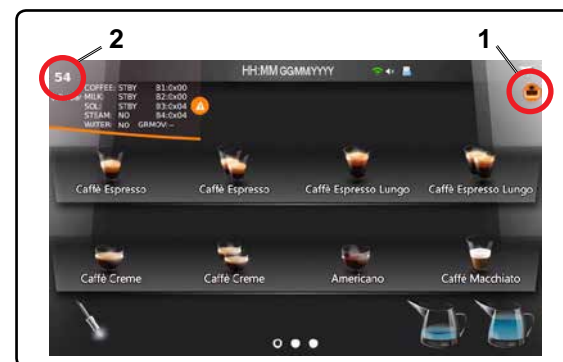 2
1
54
HH:MM GGMMYYYY
COFFEE: STBY B1:0x00
MILK: STBY B2:0x00
SOL: STBY B3:0x04
STEAM: NO B4:0x04
WATER: NO GRMOV: --
Caffè Espresso Caffè Espresso Caffè Espresso Lungo Caffè Espresso Lungo
Caffè Creme Caffè Creme Americano Caffé Macchiato